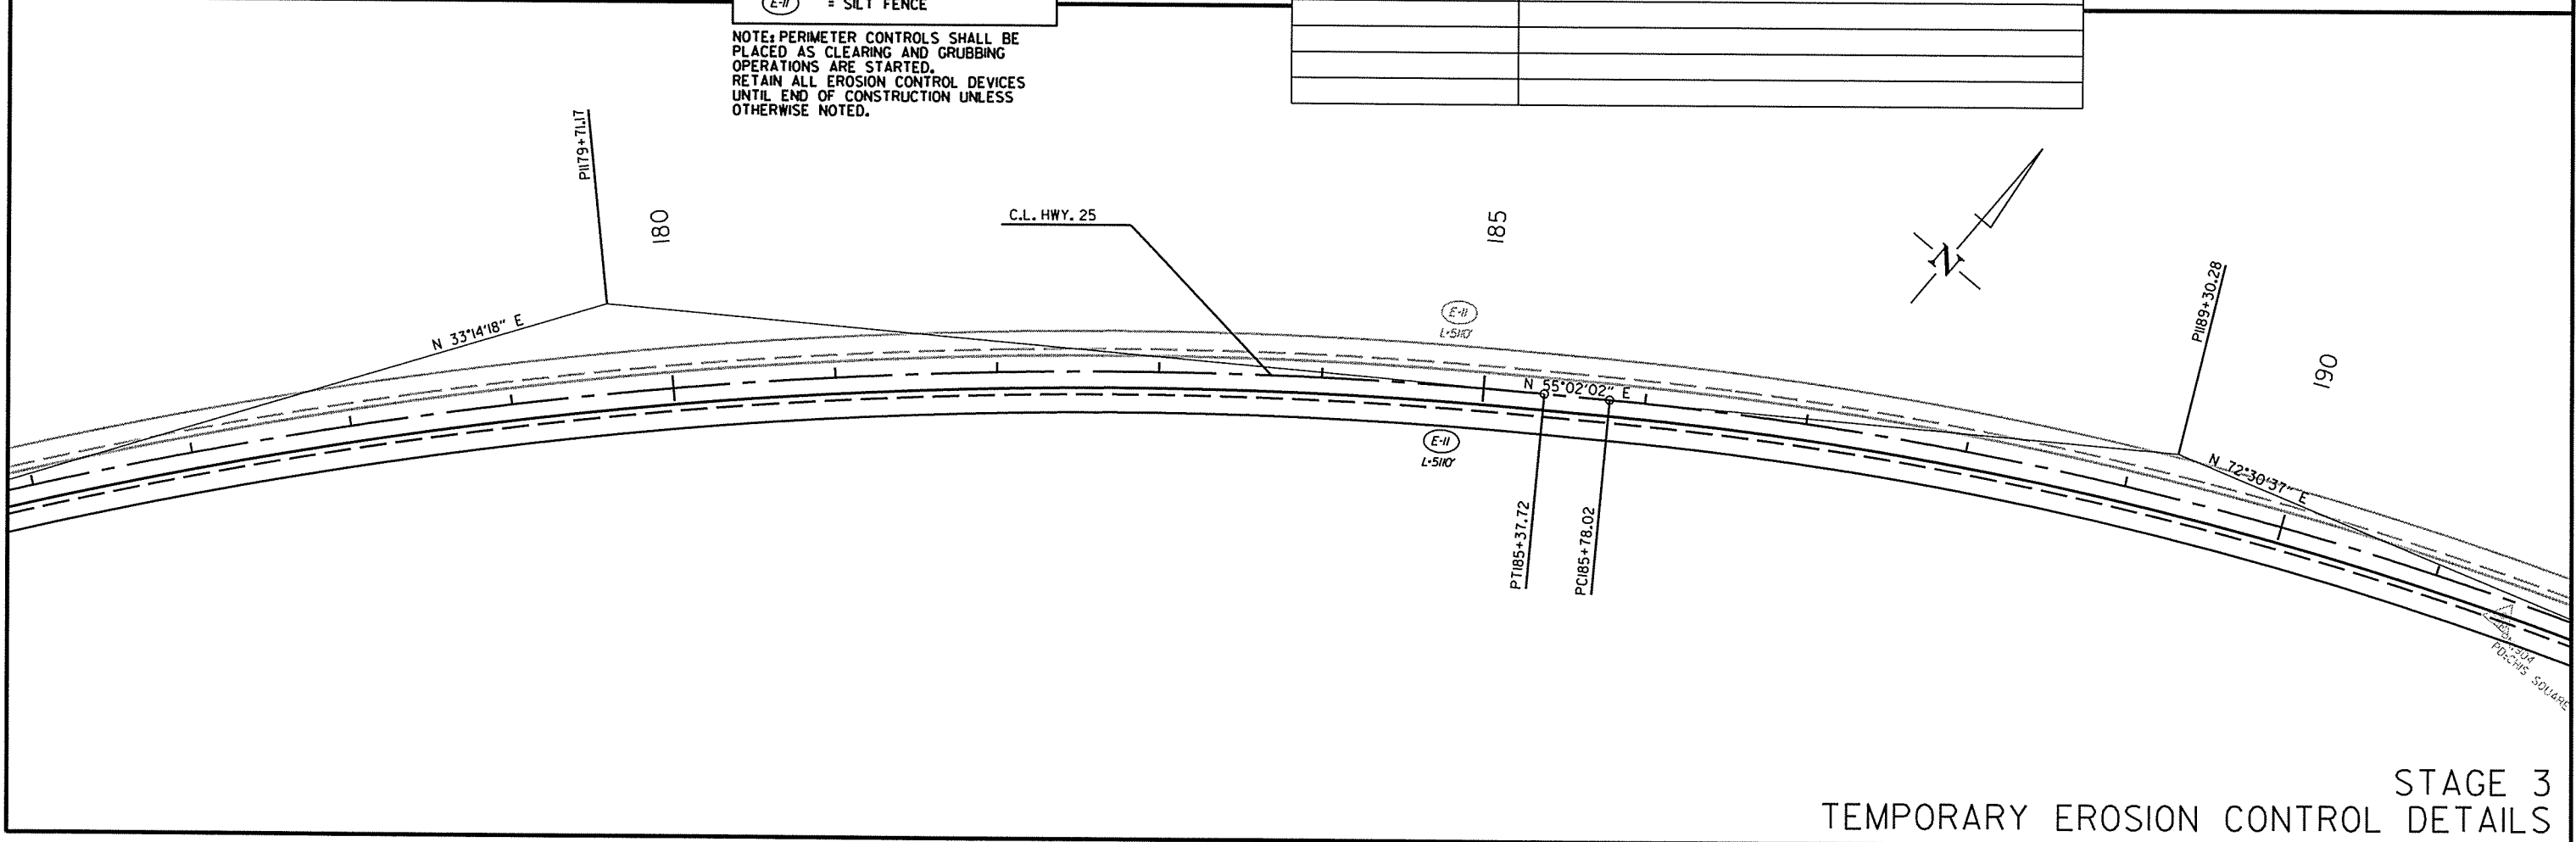 E-11 = SILT FENCE
NOTE: PERIMETER CONTROLS SHALL BE
PLACED AS CLEARING AND GRUBBING
OPERATIONS ARE STARTED.
RETAIN ALL EROSION CONTROL DEVICES
UNTIL END OF CONSTRUCTION UNLESS
OTHERWISE NOTED.
PI179+71.17
180
C.L. HWY. 25
185
N
PI189+30.28
190
N 33°14'18" E
E-11
L=5110'
N 55°02'02" E
E-11
L=5110'
N 72°30'37" E
PT185+37.72
PC185+78.02
SQUARE
STAGE 3
TEMPORARY EROSION CONTROL DETAILS